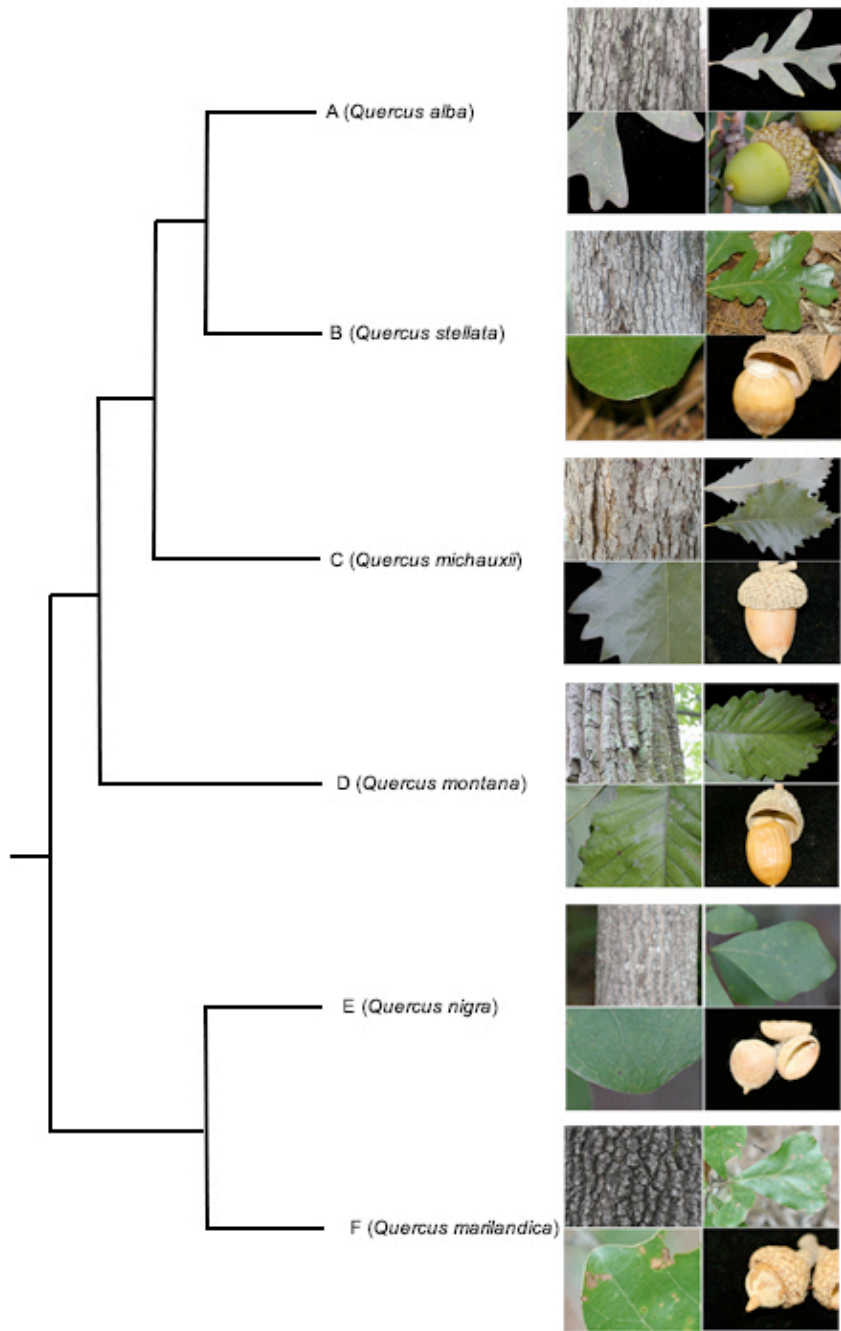 A (Quercus alba)
B (Quercus stellata)
C (Quercus michauxii)
D (Quercus montana)
E (Quercus nigra)
F (Quercus marilandica)